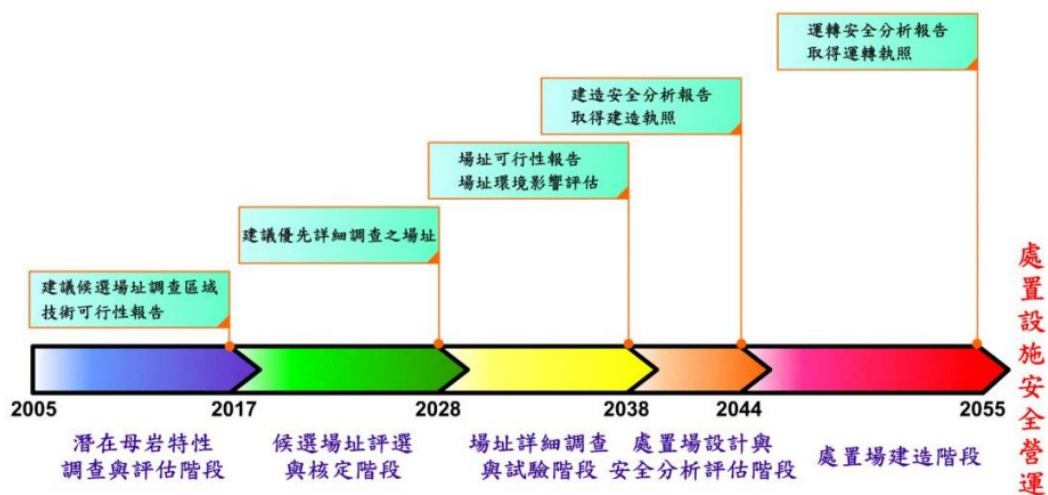 運轉安全分析報告
取得運轉執照
建造安全分析報告
取得建造執照
場址可行性報告
場址環境影響評估
建議優先詳細調查之場址
建議候選場址調查區域
技術可行性報告
2005
2017
2028
2038
2044
2055
潛在母岩特性
調查與評估階段
候選場址評選
與核定階段
場址詳細調查
與試驗階段
處置場設計與
安全分析評估階段
處置場建造階段
處置設施安全營運